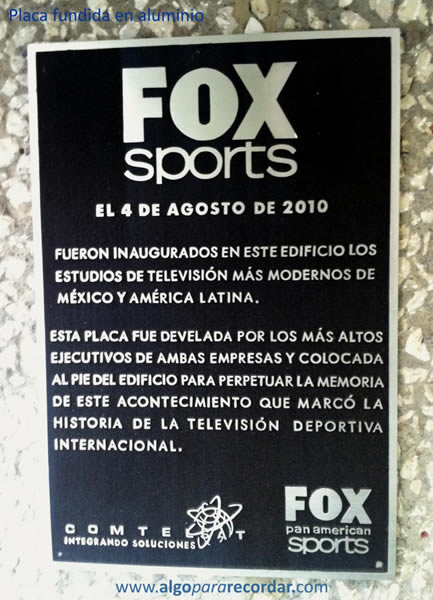 Placa fundida en aluminio
FOX
sports
EL 4 DE AGOSTO DE 2010
FUERON INAUGURADOS EN ESTE EDIFICIO LOS
ESTUDIOS DE TELEVISIÓN MÁS MODERNOS DE
MÉXICO Y AMÉRICA LATINA.
ESTA PLACA FUE DEVELADA POR LOS MÁS ALTOS
EJECUTIVOS DE AMBAS EMPRESAS Y COLOCADA
AL PIE DEL EDIFICIO PARA PERPETUAR LA MEMORIA
DE ESTE ACONTECIMIENTO QUE MARCÓ LA
HISTORIA DE LA TELEVISIÓN DEPORTIVA
INTERNACIONAL.
COMTELSAT
INTEGRANDO SOLUCIONES
FOX
pan american
sports
www.algopararecordar.com